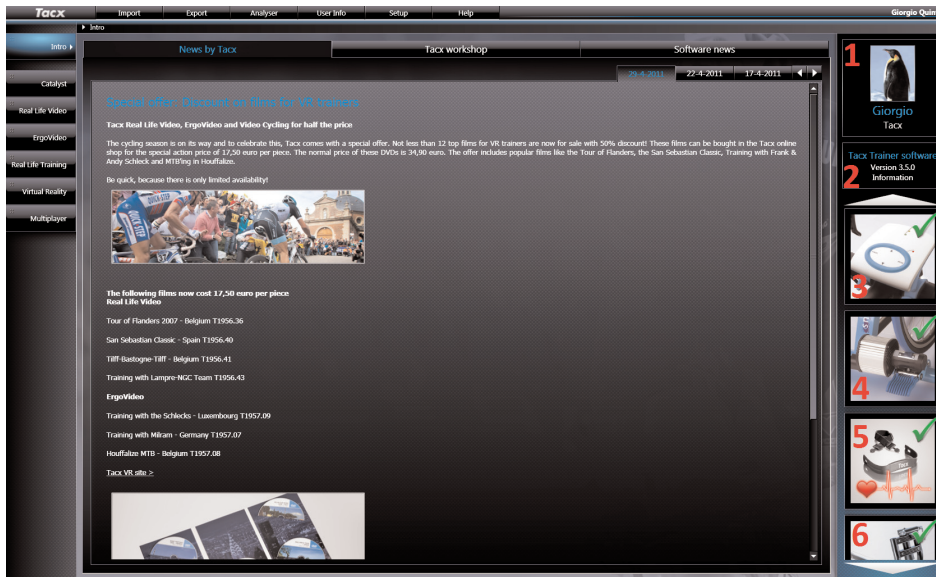 Tacx
Import
Export
Analyser
User Info
Setup
Help
Giorgio Quin
Intro
Intro
Catalyst
Real Life Video
ErgoVideo
Real Life Training
Virtual Reality
Multiplayer
News by Tacx
Tacx workshop
Software news
29-4-2011
22-4-2011
17-4-2011
Special offer: Discount on films for VR trainers
Tacx Real Life Video, ErgoVideo and Video Cycling for half the price
The cycling season is on its way and to celebrate this, Tacx comes with a special offer. Not less than 12 top films for VR trainers are now for sale with 50% discount! These films can be bought in the Tacx online
shop for the special action price of 17,50 euro per piece. The normal price of these DVDs is 34,90 euro. The offer includes popular films like the Tour of Flanders, the San Sebastian Classic, Training with Frank &
Andy Schleck and MTB'ing in Houffalize.
Be quick, because there is only limited availability!
QUICK·STEP
The following films now cost 17,50 euro per piece
Real Life Video
Tour of Flanders 2007 - Belgium T1956.36
San Sebastian Classic - Spain T1956.40
Tilff-Bastogne-Tilff - Belgium T1956.41
Training with Lampre-NGC Team T1956.43
ErgoVideo
Training with the Schlecks - Luxembourg T1957.09
Training with Milram - Germany T1957.07
Houffalize MTB - Belgium T1957.08
Tacx VR site >
1
Giorgio
Tacx
Tacx Trainer software
Version 3.5.0
2
Information
3
4
5
Tacx
6